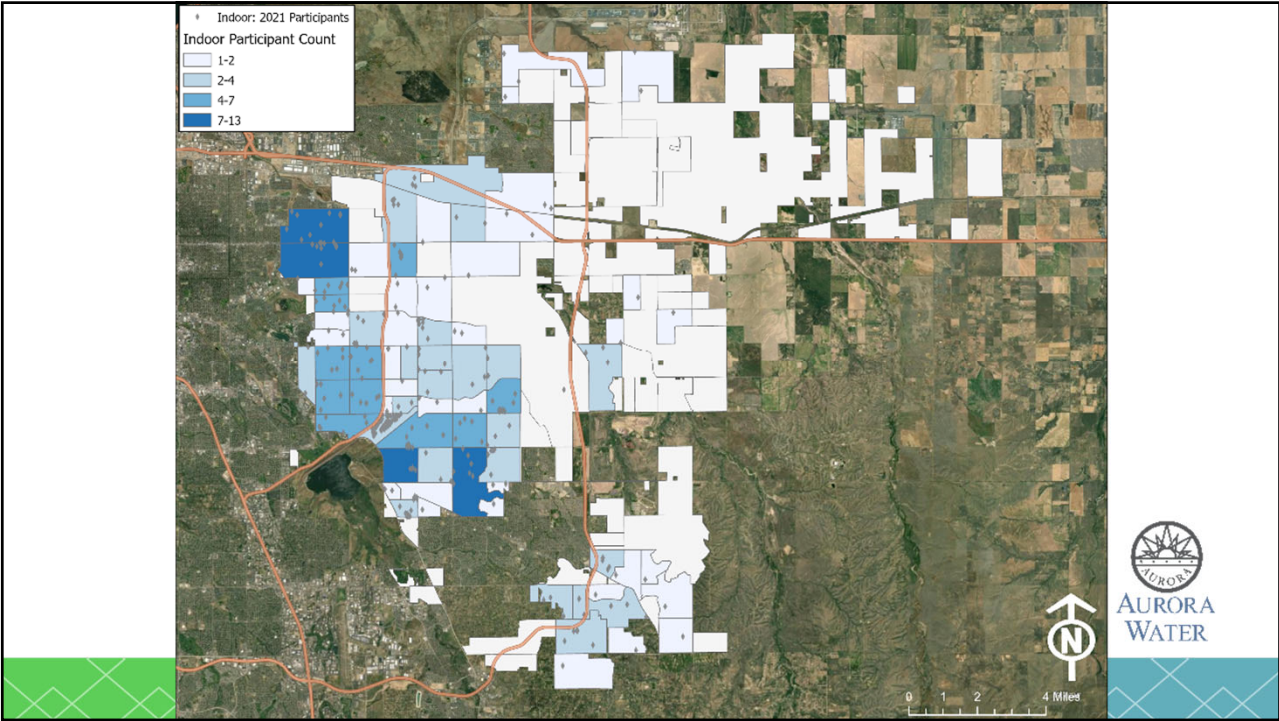 Indoor: 2021 Participants
Indoor Participant Count
1-2
2-4
4-7
7-13
AURORA
AURORA
WATER
N
0 1 2 4 Miles